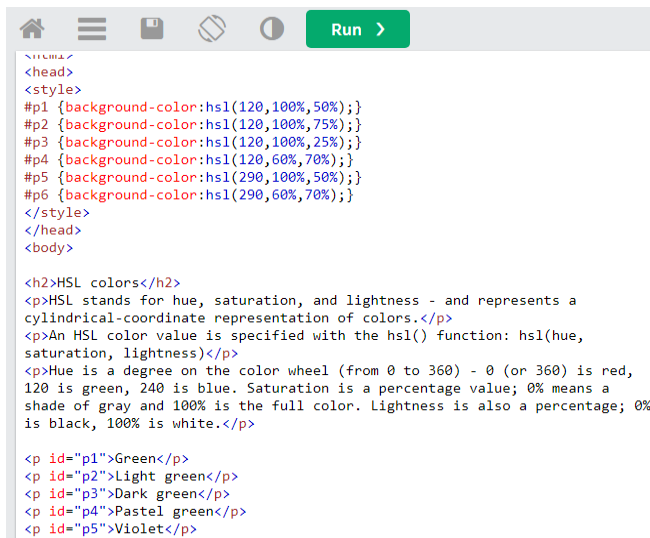 Run ❯
<html>
<head>
<style>
#p1 {background-color:hsl(120,100%,50%);}
#p2 {background-color:hsl(120,100%,75%);}
#p3 {background-color:hsl(120,100%,25%);}
#p4 {background-color:hsl(120,60%,70%);}
#p5 {background-color:hsl(290,100%,50%);}
#p6 {background-color:hsl(290,60%,70%);}
</style>
</head>
<body>
<h2>HSL colors</h2>
<p>HSL stands for hue, saturation, and lightness - and represents a
cylindrical-coordinate representation of colors.</p>
<p>An HSL color value is specified with the hsl() function: hsl(hue,
saturation, lightness)</p>
<p>Hue is a degree on the color wheel (from 0 to 360) - 0 (or 360) is red,
120 is green, 240 is blue. Saturation is a percentage value; 0% means a
shade of gray and 100% is the full color. Lightness is also a percentage; 0%
is black, 100% is white.</p>
<p id="p1">Green</p>
<p id="p2">Light green</p>
<p id="p3">Dark green</p>
<p id="p4">Pastel green</p>
<p id="p5">Violet</p>